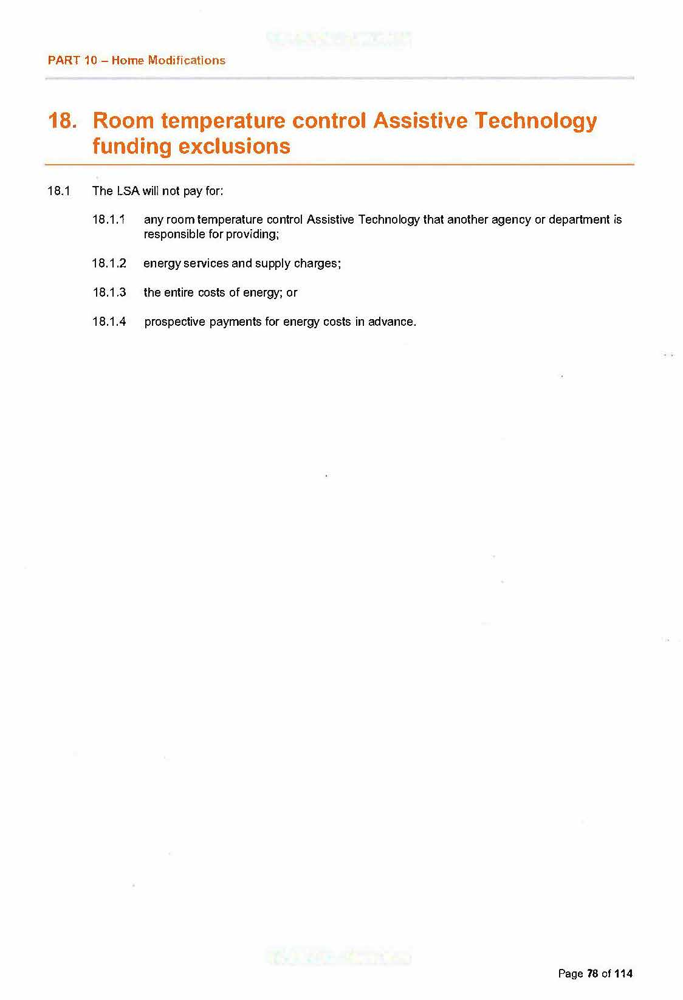 PART 10 – Home Modifications
18. Room temperature control Assistive Technology
funding exclusions
18.1 The LSA will not pay for:
18.1.1 any room temperature control Assistive Technology that another agency or department is
responsible for providing;
18.1.2 energy services and supply charges;
18.1.3 the entire costs of energy; or
18.1.4 prospective payments for energy costs in advance.
Page 78 of 114